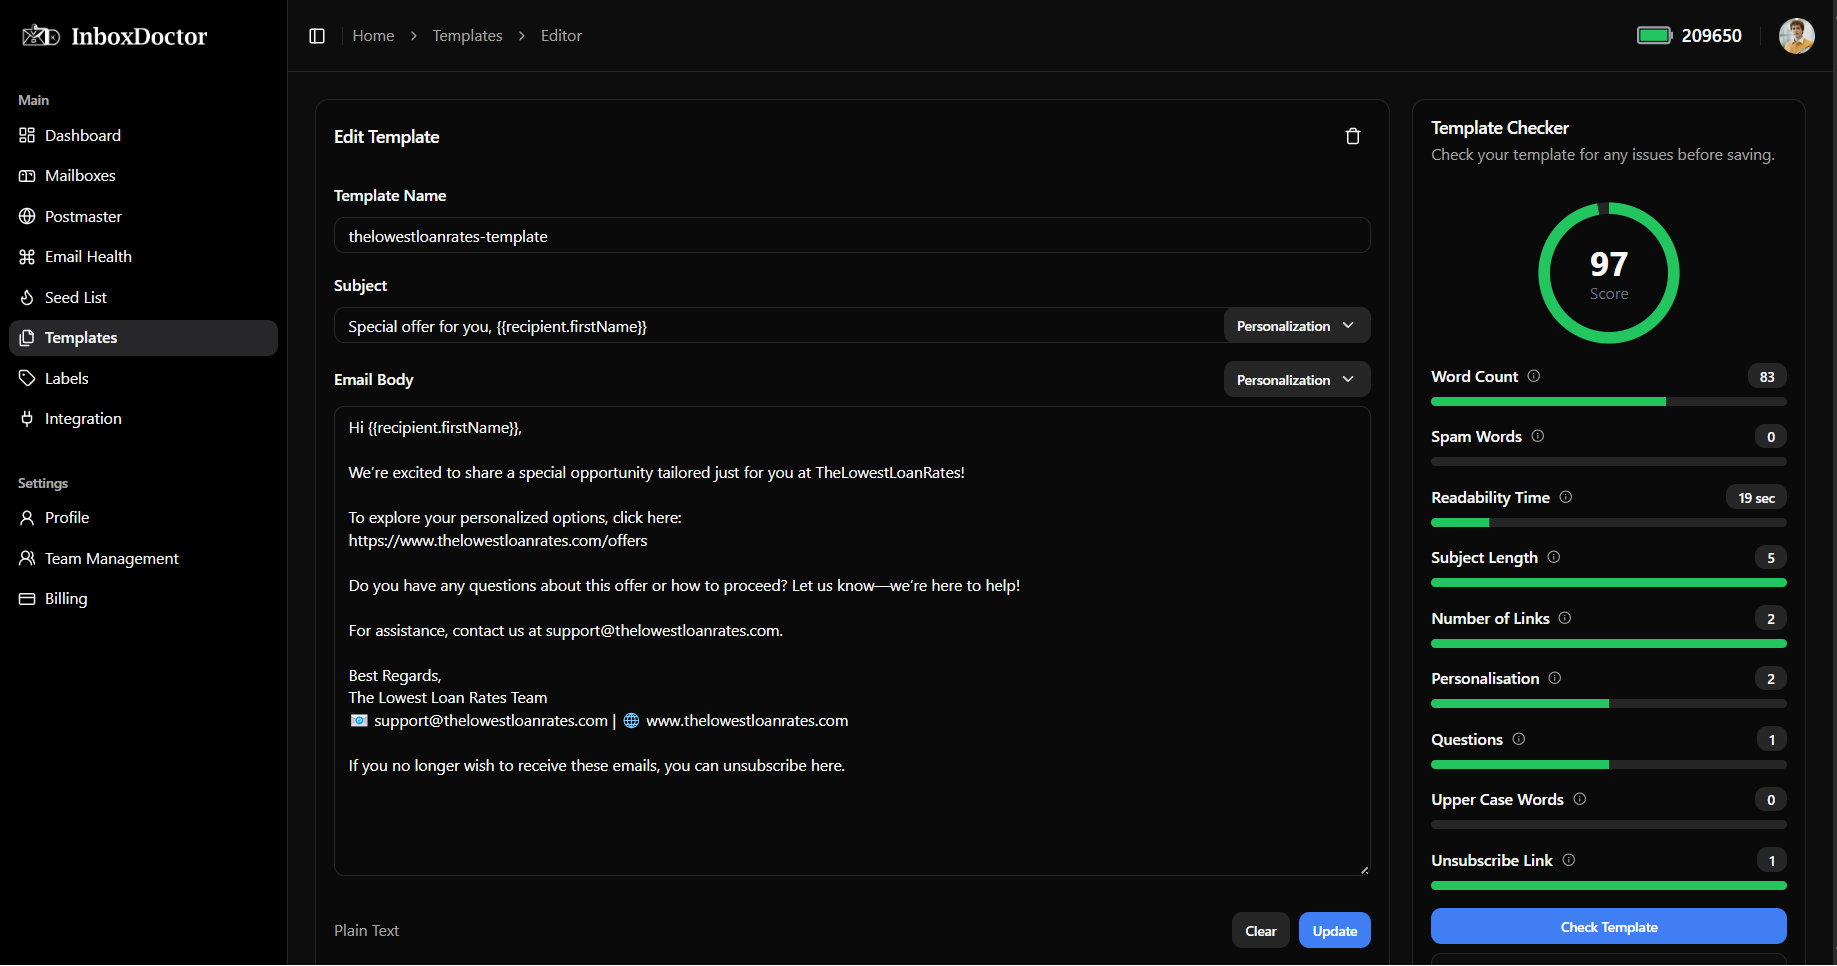 InboxDoctor
Main
Dashboard
Mailboxes
Postmaster
Email Health
Seed List
Templates
Labels
Integration
Settings
Profile
Team Management
Billing
Home > Templates > Editor
209650
Edit Template
Template Name
thelowestloanrates-template
Subject
Special offer for you, {{recipient.firstName}}
Personalization
Email Body
Personalization
Hi {{recipient.firstName}},
We’re excited to share a special opportunity tailored just for you at TheLowestLoanRates!
To explore your personalized options, click here:
https://www.thelowestloanrates.com/offers
Do you have any questions about this offer or how to proceed? Let us know—we’re here to help!
For assistance, contact us at support@thelowestloanrates.com.
Best Regards,
The Lowest Loan Rates Team
📧 support@thelowestloanrates.com | 🌐 www.thelowestloanrates.com
If you no longer wish to receive these emails, you can unsubscribe here.
Plain Text
Clear
Update
Template Checker
Check your template for any issues before saving.
97
Score
Word Count 83
Spam Words 0
Readability Time 19 sec
Subject Length 5
Number of Links 2
Personalisation 2
Questions 1
Upper Case Words 0
Unsubscribe Link 1
Check Template